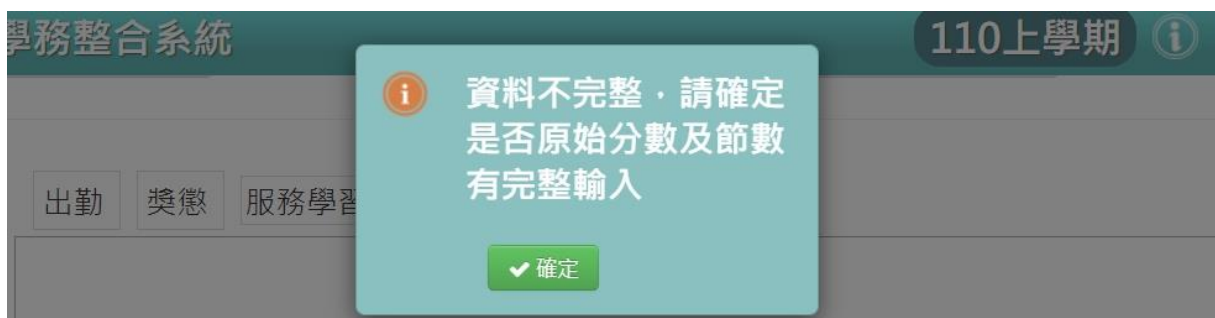 學務整合系統
110上學期
資料不完整，請確定
是否原始分數及節數
有完整輸入
出勤
獎懲
服務學習
確定